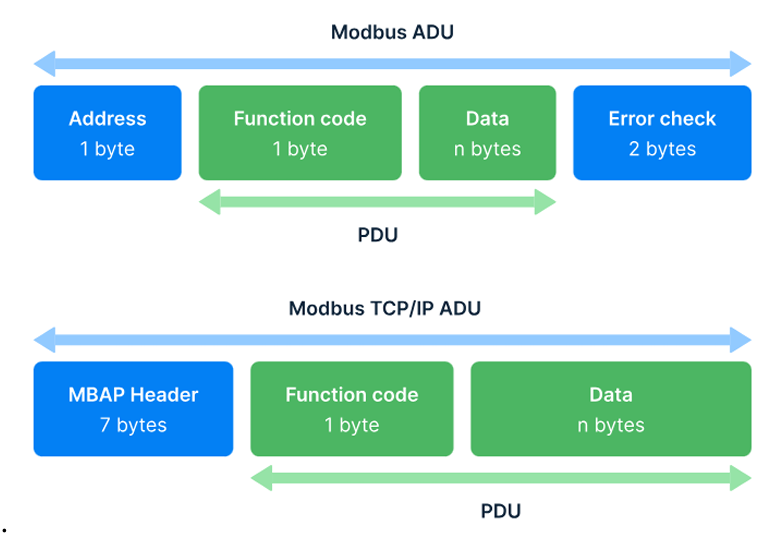 Modbus ADU
Address
1 byte
Function code
1 byte
Data
n bytes
Error check
2 bytes
PDU
Modbus TCP/IP ADU
MBAP Header
7 bytes
Function code
1 byte
Data
n bytes
PDU
.